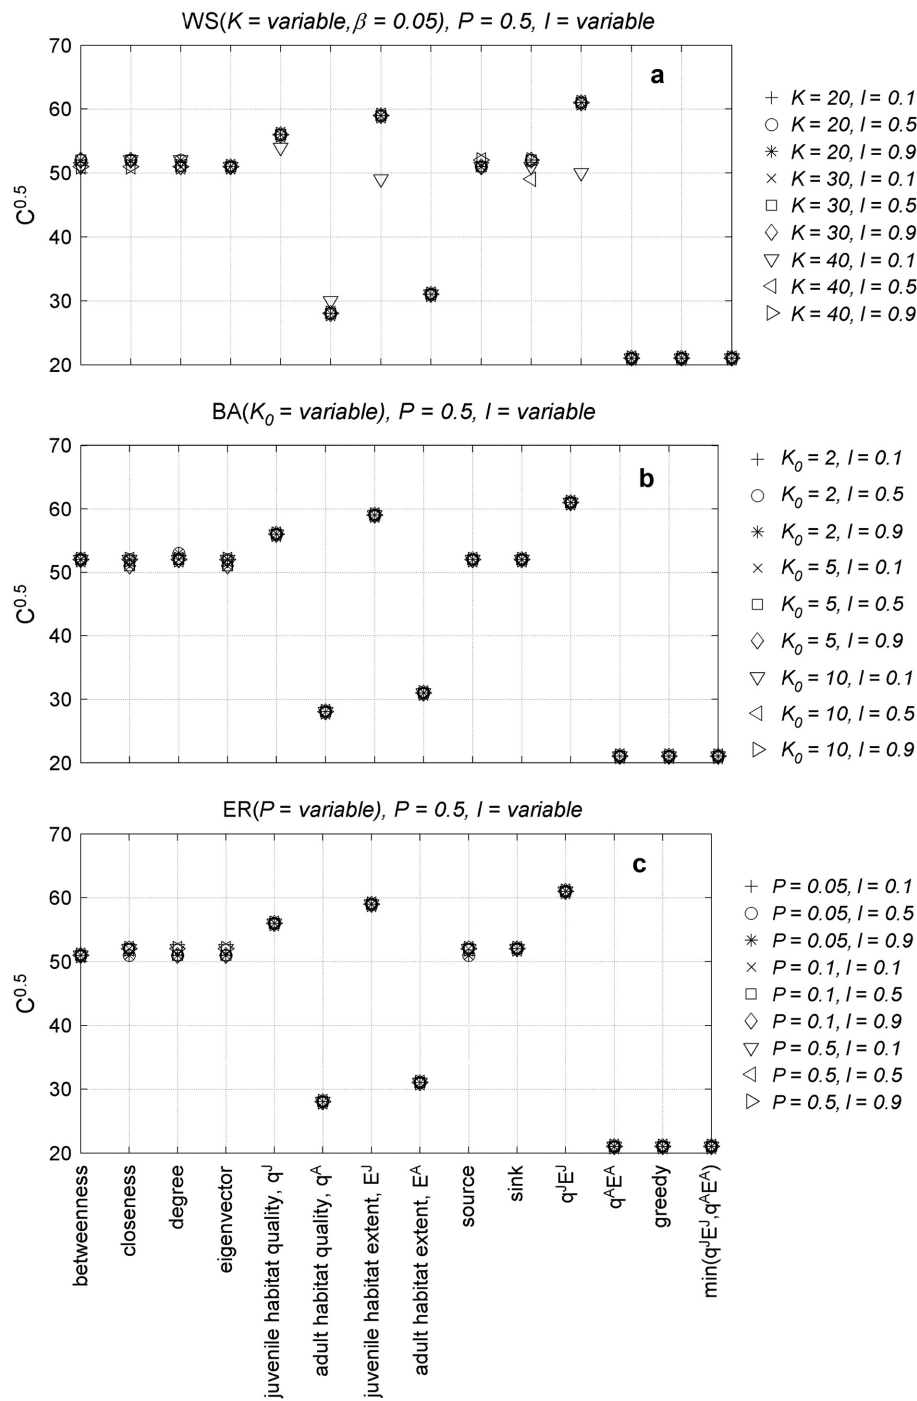 WS(K = variable, β = 0.05), P = 0.5, l = variable
70
60
50
40
30
20
C^0.5
a
K = 20, l = 0.1
K = 20, l = 0.5
K = 20, l = 0.9
K = 30, l = 0.1
K = 30, l = 0.5
K = 30, l = 0.9
K = 40, l = 0.1
K = 40, l = 0.5
K = 40, l = 0.9
BA(K_0 = variable), P = 0.5, l = variable
70
60
50
40
30
20
C^0.5
b
K_0 = 2, l = 0.1
K_0 = 2, l = 0.5
K_0 = 2, l = 0.9
K_0 = 5, l = 0.1
K_0 = 5, l = 0.5
K_0 = 5, l = 0.9
K_0 = 10, l = 0.1
K_0 = 10, l = 0.5
K_0 = 10, l = 0.9
ER(P = variable), P = 0.5, l = variable
70
60
50
40
30
20
C^0.5
c
P = 0.05, l = 0.1
P = 0.05, l = 0.5
P = 0.05, l = 0.9
P = 0.1, l = 0.1
P = 0.1, l = 0.5
P = 0.1, l = 0.9
P = 0.5, l = 0.1
P = 0.5, l = 0.5
P = 0.5, l = 0.9
betweenness
closeness
degree
eigenvector
juvenile habitat quality, q^J
adult habitat quality, q^A
juvenile habitat extent, E^J
adult habitat extent, E^A
source
sink
q^JE^J
q^AE^A
greedy
min(q^JE^J,q^AE^A)